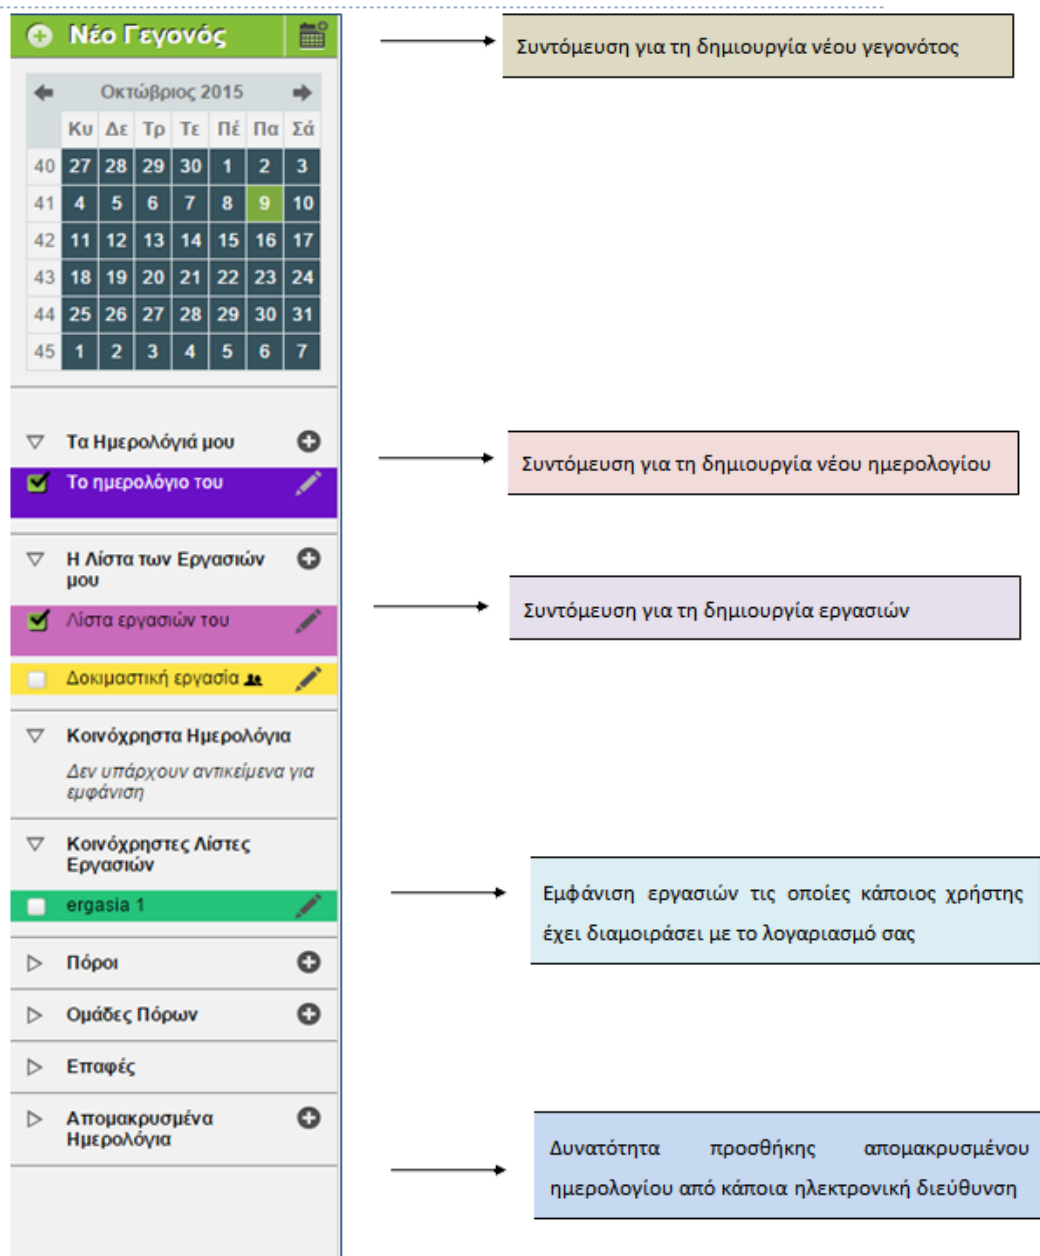 Νέο Γεγονός
Συντόμευση για τη δημιουργία νέου γεγονότος
Οκτώβριος 2015
Κυ Δε Τρ Τε Πέ Πα Σά
40 27 28 29 30 1 2 3
41 4 5 6 7 8 9 10
42 11 12 13 14 15 16 17
43 18 19 20 21 22 23 24
44 25 26 27 28 29 30 31
45 1 2 3 4 5 6 7
Τα Ημερολόγιά μου
Συντόμευση για τη δημιουργία νέου ημερολογίου
Το ημερολόγιο του
Η Λίστα των Εργασιών
μου
Συντόμευση για τη δημιουργία εργασιών
Λίστα εργασιών του
Δοκιμαστική εργασία
Κοινόχρηστα Ημερολόγια
Δεν υπάρχουν αντικείμενα για
εμφάνιση
Κοινόχρηστες Λίστες
Εργασιών
ergasia 1
Εμφάνιση εργασιών τις οποίες κάποιος χρήστης
έχει διαμοιράσει με το λογαριασμό σας
Πόροι
Ομάδες Πόρων
Επαφές
Απομακρυσμένα
Ημερολόγια
Δυνατότητα προσθήκης απομακρυσμένου
ημερολογίου από κάποια ηλεκτρονική διεύθυνση